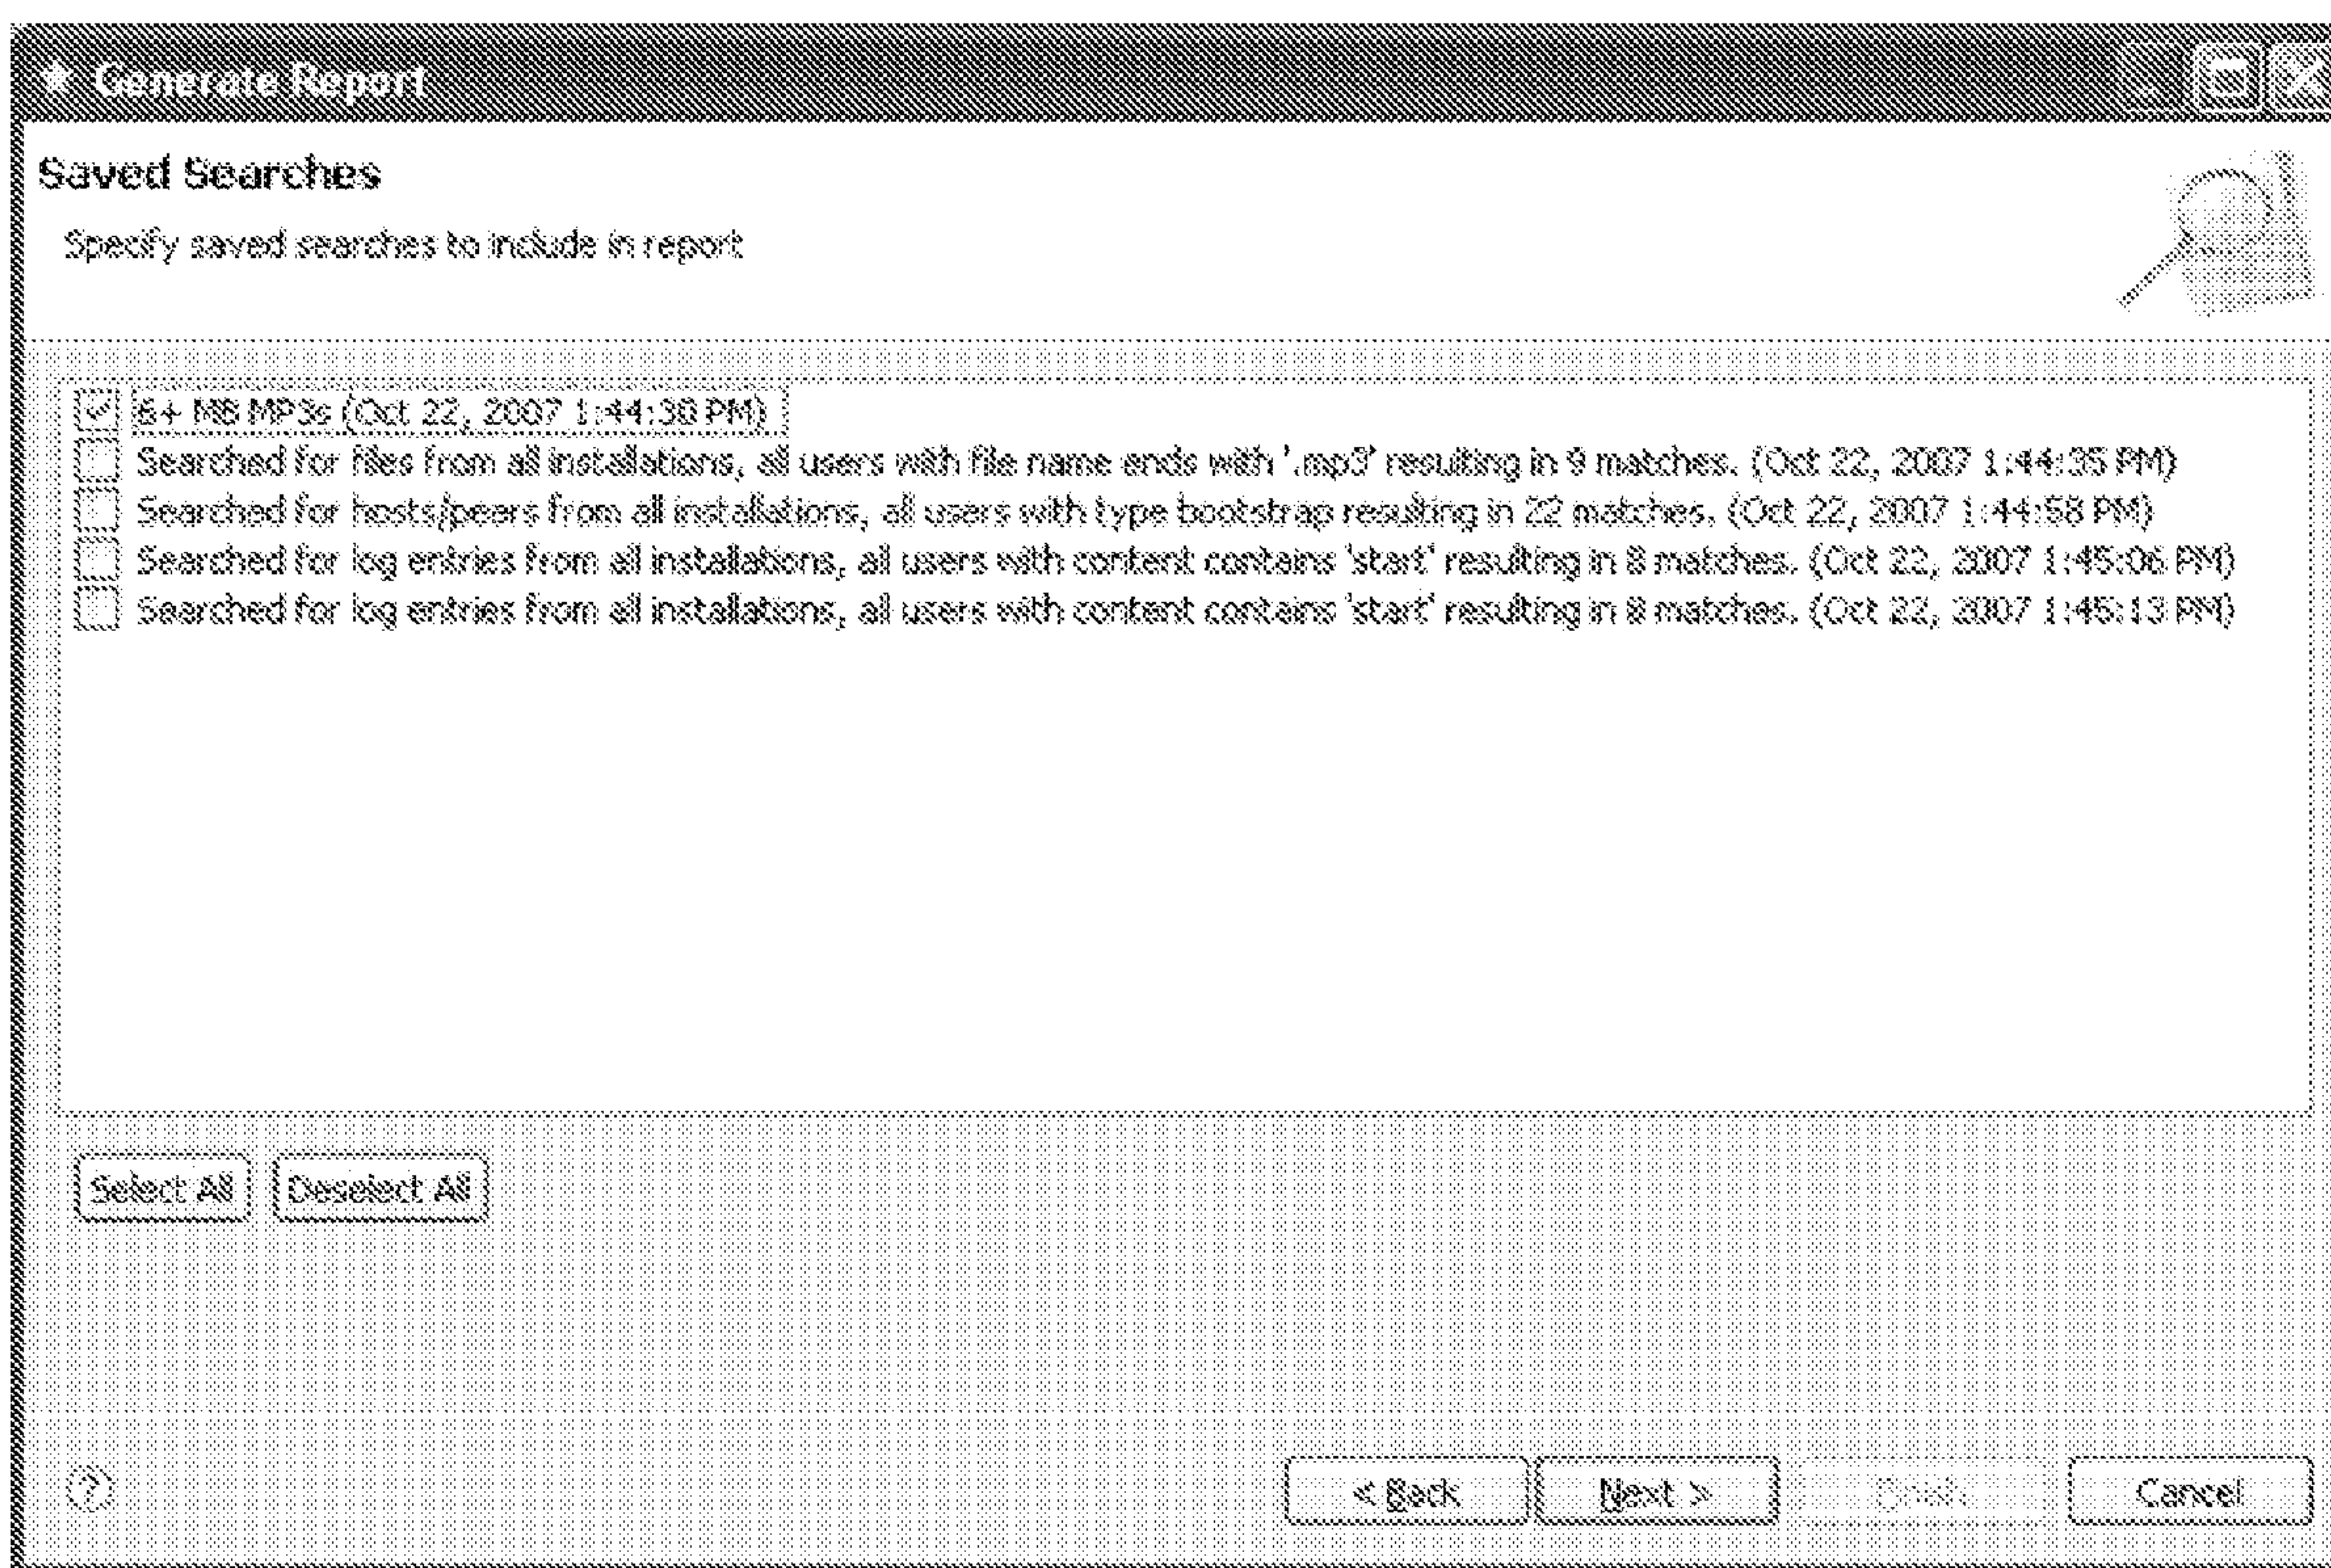 Generate Report
Saved Searches
Specify saved searches to include in report
6+ MB MP3s (Oct 22, 2007 1:44:30 PM)
Searched for files from all installations, all users with file name ends with '.mp3' resulting in 9 matches. (Oct 22, 2007 1:44:35 PM)
Searched for hosts/pears from all installations, all users with type bootstrap resulting in 22 matches. (Oct 22, 2007 1:44:58 PM)
Searched for log entries from all installations, all users with content contains 'start' resulting in 8 matches. (Oct 22, 2007 1:45:06 PM)
Searched for log entries from all installations, all users with content contains 'start' resulting in 8 matches. (Oct 22, 2007 1:45:13 PM)
Select All Deselect All
? < Back Next > Finish Cancel